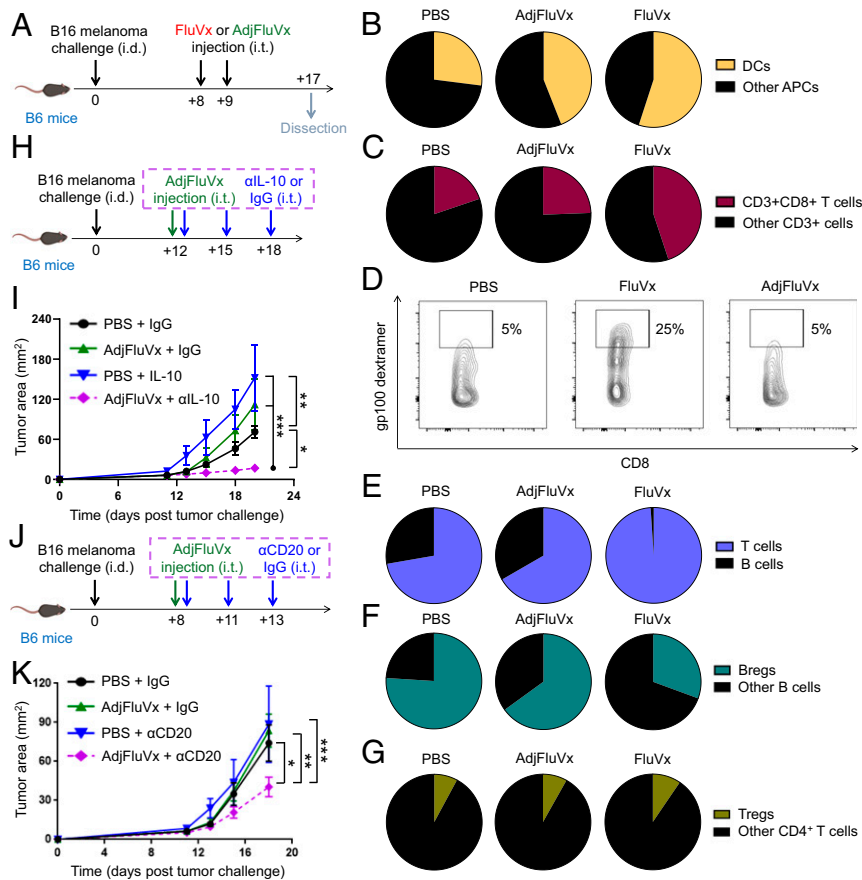 A
B16 melanoma
challenge (i.d.)
FluVx or AdjFluVx
injection (i.t.)
0
+8
+9
+17
B6 mice
Dissection
B
PBS
AdjFluVx
FluVx
DCs
Other APCs
H
B16 melanoma
challenge (i.d.)
AdjFluVx
injection (i.t.)
αIL-10 or
IgG (i.t.)
0
+12
+15
+18
B6 mice
C
PBS
AdjFluVx
FluVx
CD3+CD8+ T cells
Other CD3+ cells
I
Tumor area (mm²)
240
180
120
60
0
PBS + IgG
AdjFluVx + IgG
PBS + IL-10
AdjFluVx + αIL-10
**
***
*
0
6
12
18
24
Time (days post tumor challenge)
D
PBS
FluVx
AdjFluVx
5%
25%
5%
gp100 dextramer
CD8
J
B16 melanoma
challenge (i.d.)
AdjFluVx
injection (i.t.)
αCD20 or
IgG (i.t.)
0
+8
+11
+13
B6 mice
E
PBS
AdjFluVx
FluVx
T cells
B cells
F
PBS
AdjFluVx
FluVx
Bregs
Other B cells
K
Tumor area (mm²)
120
90
60
30
0
PBS + IgG
AdjFluVx + IgG
PBS + αCD20
AdjFluVx + αCD20
*
**
***
0
4
8
12
16
20
Time (days post tumor challenge)
G
PBS
AdjFluVx
FluVx
Tregs
Other CD4⁺ T cells